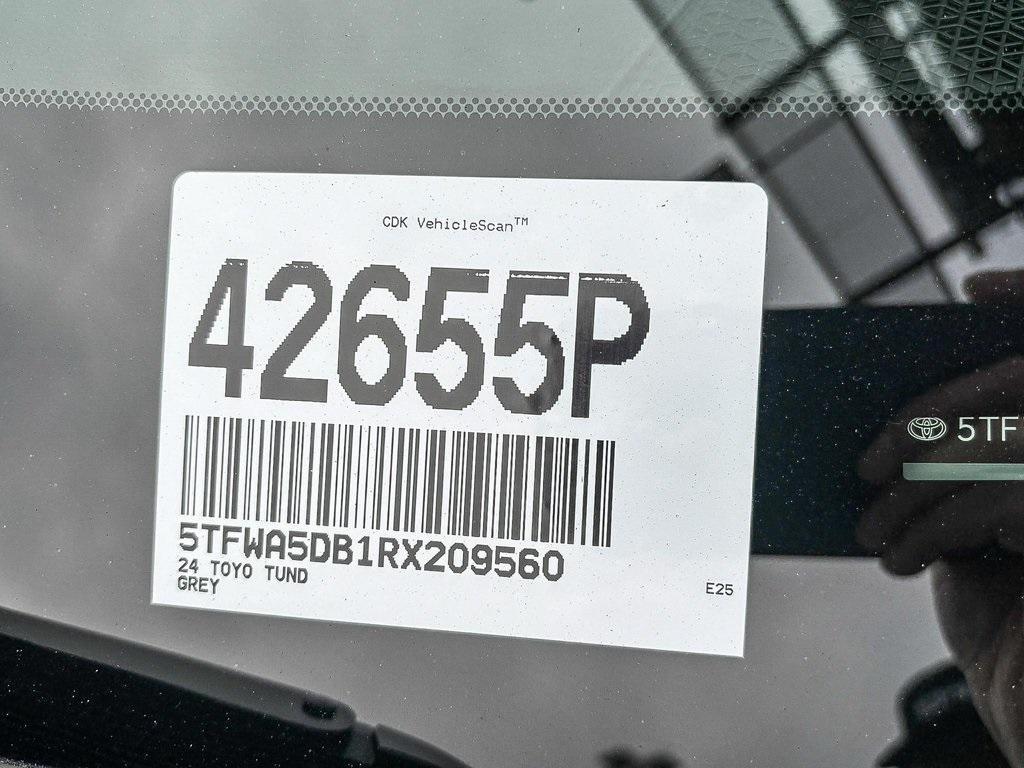 CDK VehicleScan™
42655P
5TFWA5DB1RX209560
24 TOYO TUND
GREY
E25
5TF